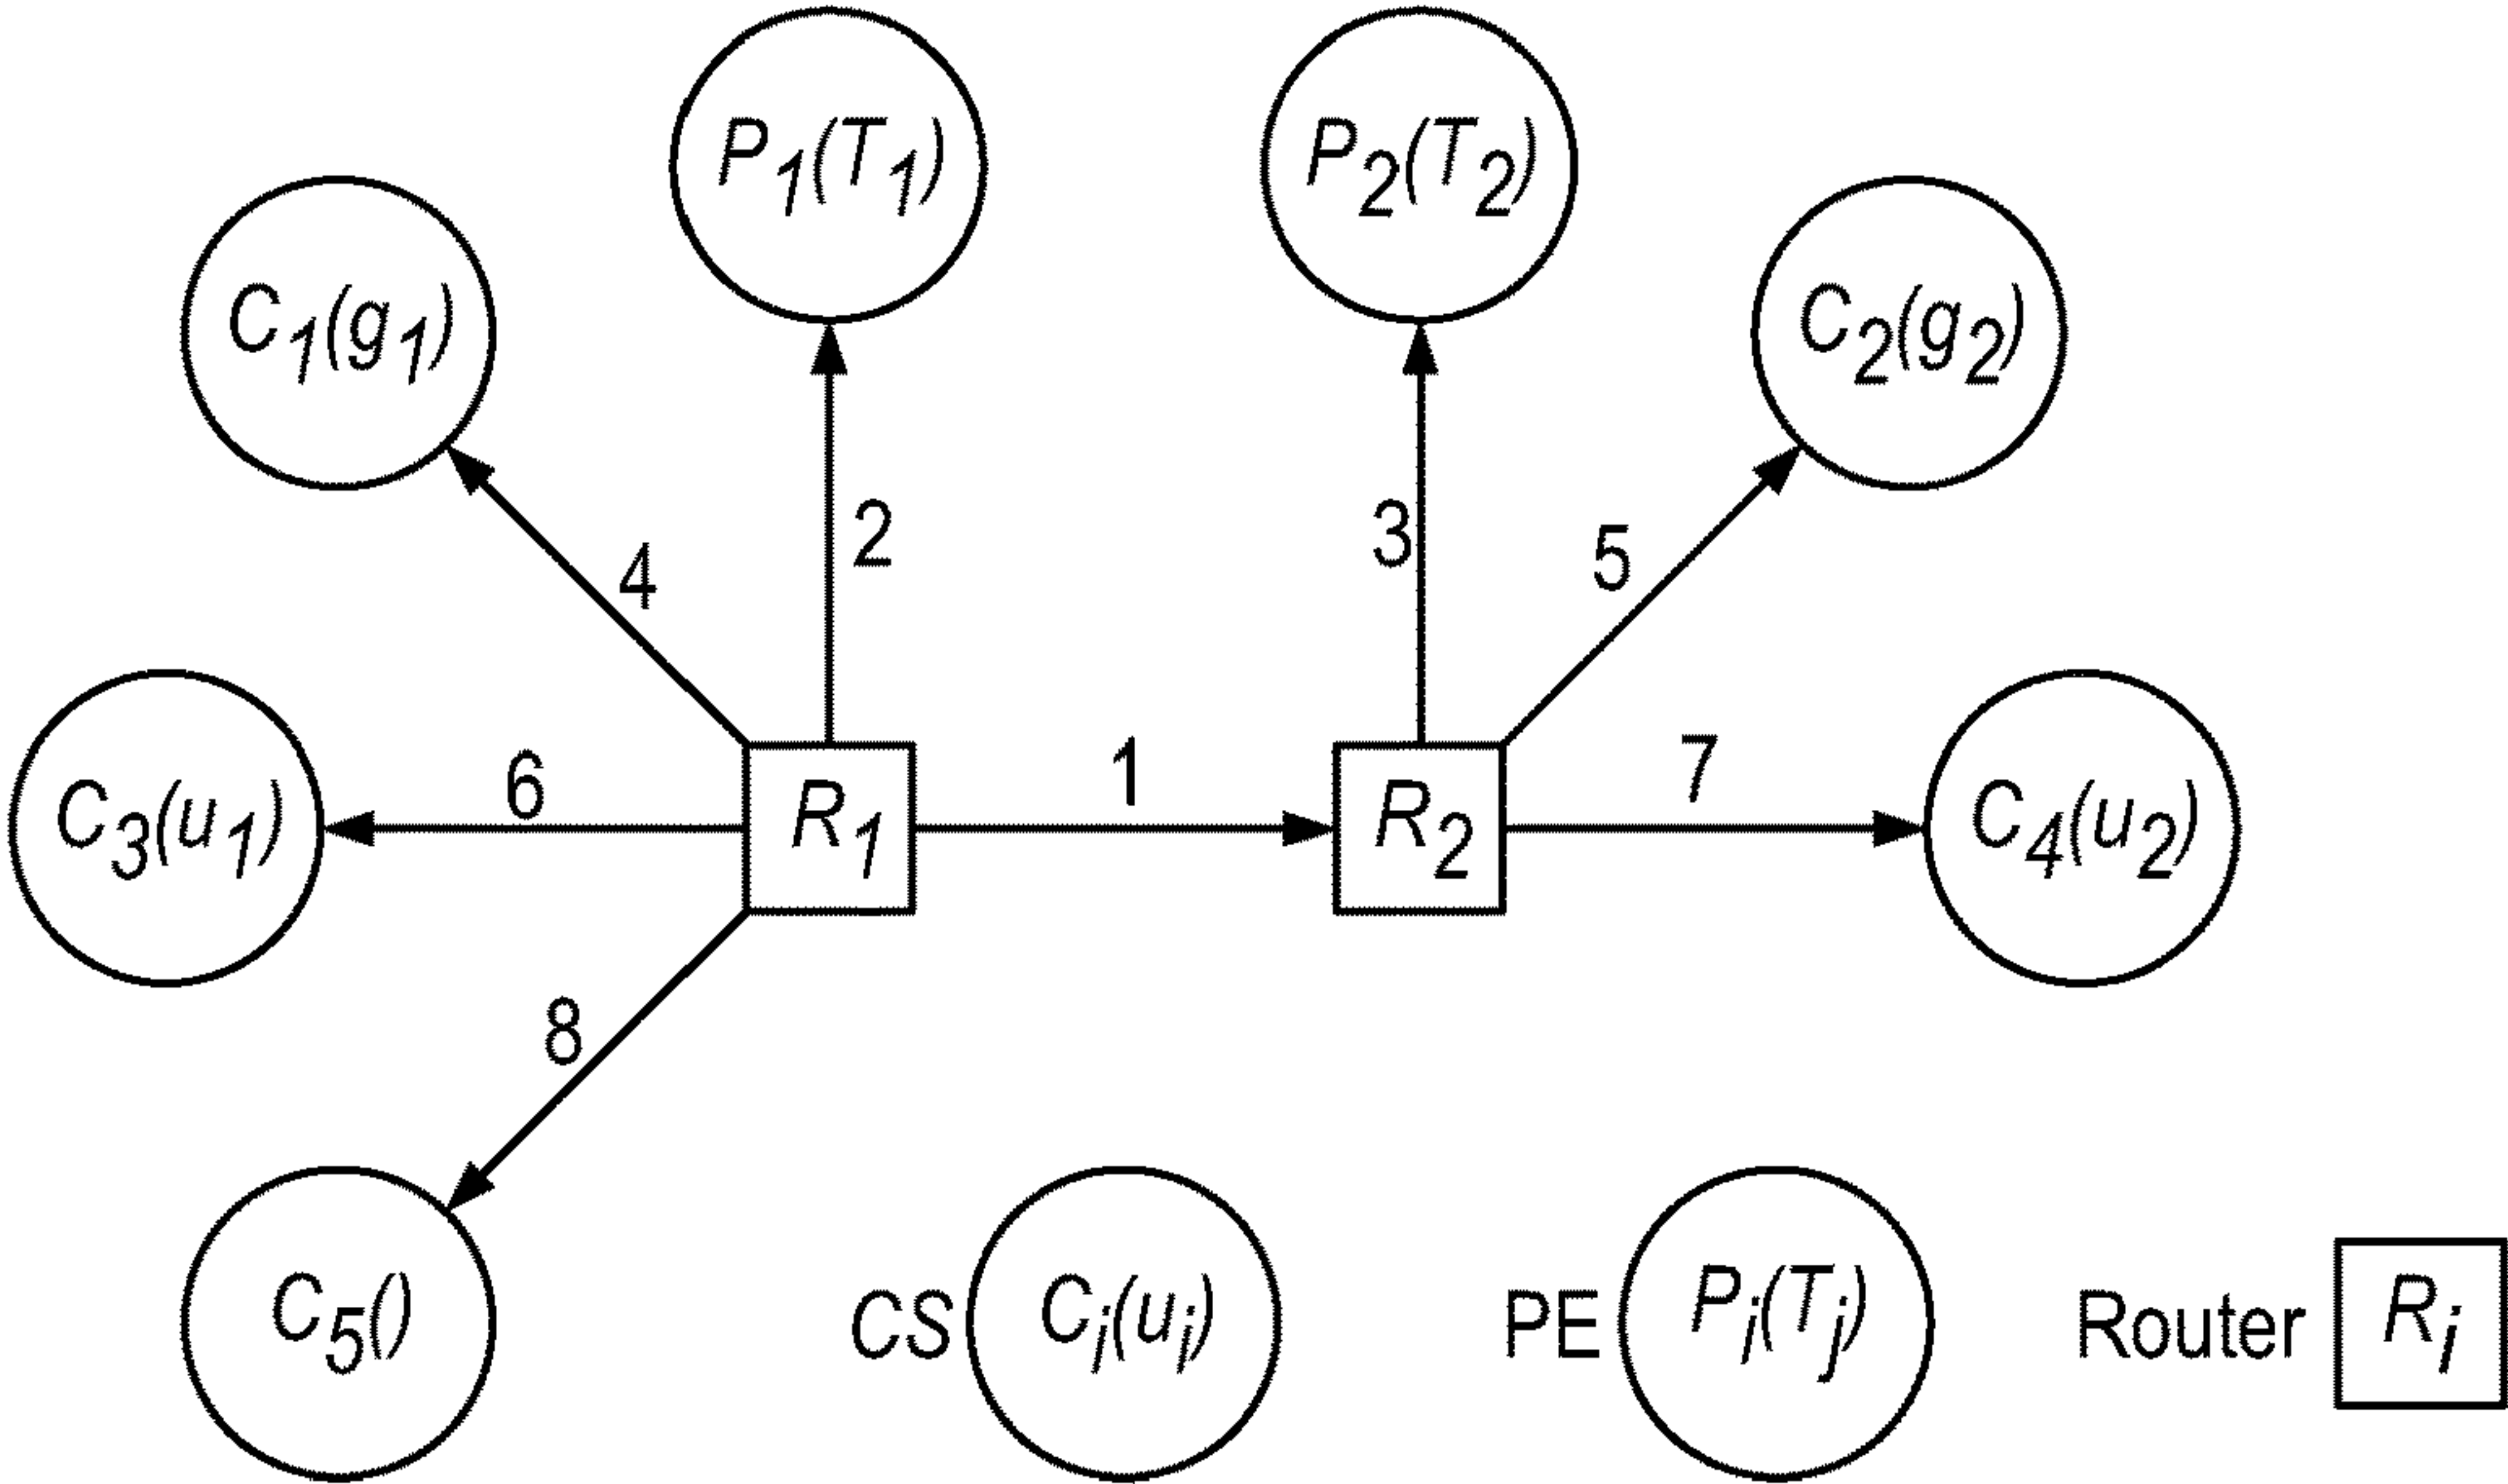 P1(T1)
P2(T2)
C1(g1)
C2(g2)
4
2
3
5
C3(u1)
6
R1
1
R2
7
C4(u2)
8
C5()
CS
Ci(ui)
PE
Pj(Tj)
Router
Ri